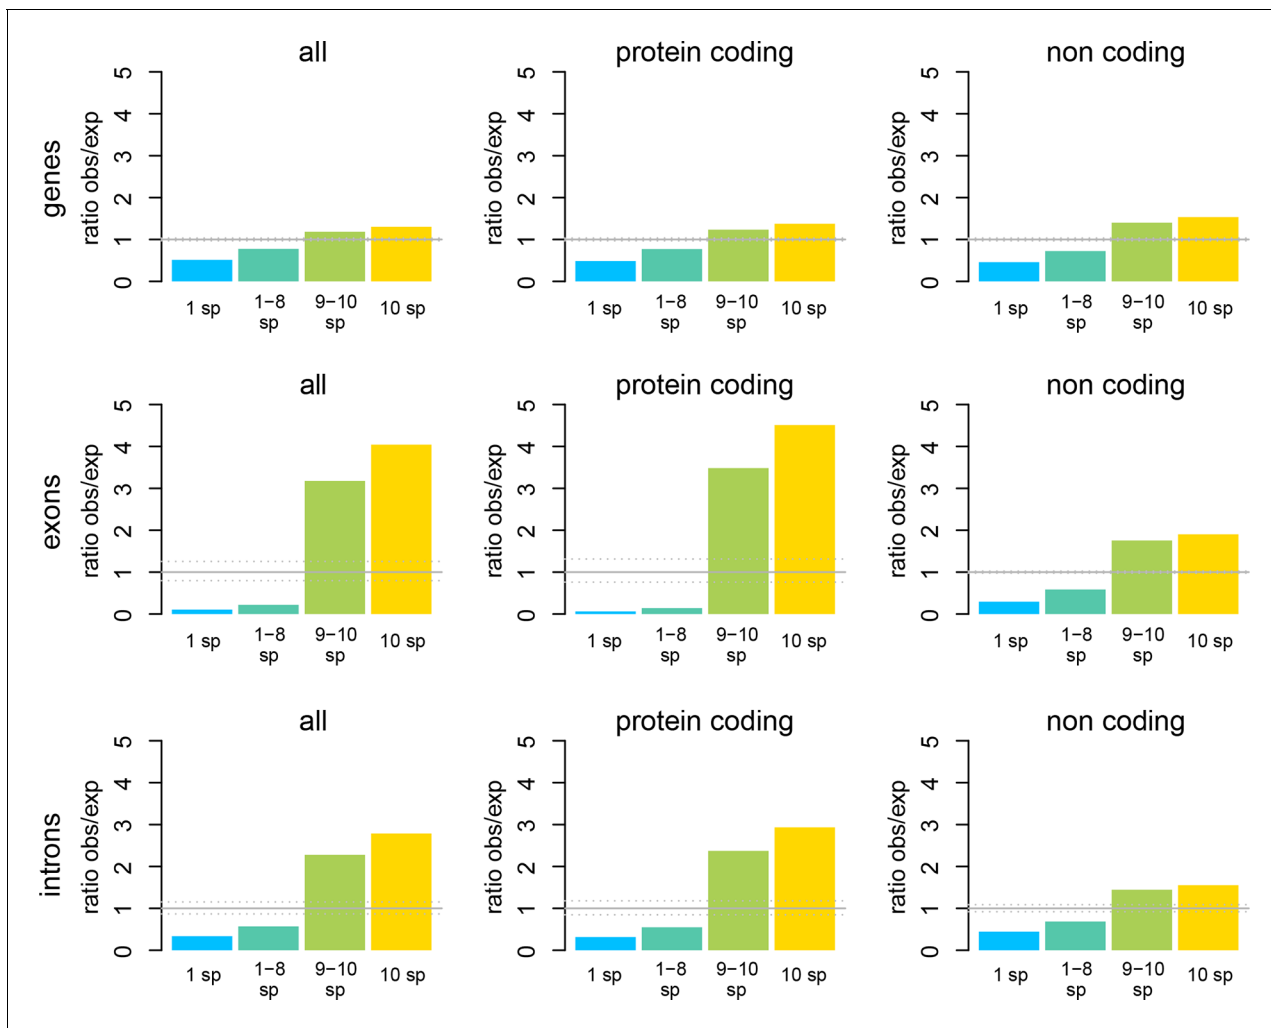 all
protein coding
non coding
genes
ratio obs/exp
0 1 2 3 4 5
1 sp
1−8
sp
9−10
sp
10 sp
ratio obs/exp
0 1 2 3 4 5
1 sp
1−8
sp
9−10
sp
10 sp
ratio obs/exp
0 1 2 3 4 5
1 sp
1−8
sp
9−10
sp
10 sp
all
protein coding
non coding
exons
ratio obs/exp
0 1 2 3 4 5
1 sp
1−8
sp
9−10
sp
10 sp
ratio obs/exp
0 1 2 3 4 5
1 sp
1−8
sp
9−10
sp
10 sp
ratio obs/exp
0 1 2 3 4 5
1 sp
1−8
sp
9−10
sp
10 sp
all
protein coding
non coding
introns
ratio obs/exp
0 1 2 3 4 5
1 sp
1−8
sp
9−10
sp
10 sp
ratio obs/exp
0 1 2 3 4 5
1 sp
1−8
sp
9−10
sp
10 sp
ratio obs/exp
0 1 2 3 4 5
1 sp
1−8
sp
9−10
sp
10 sp